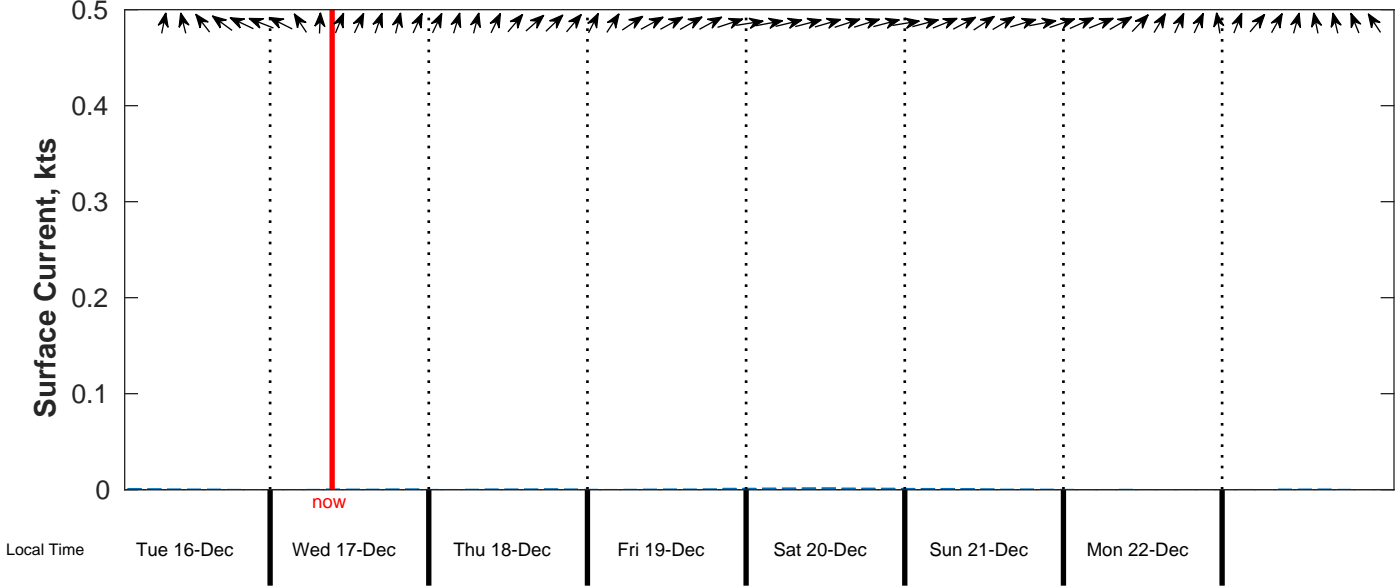 0.5
0.4
0.3
0.2
0.1
0
Surface Current, kts
now
Local Time Tue 16-Dec Wed 17-Dec Thu 18-Dec Fri 19-Dec Sat 20-Dec Sun 21-Dec Mon 22-Dec